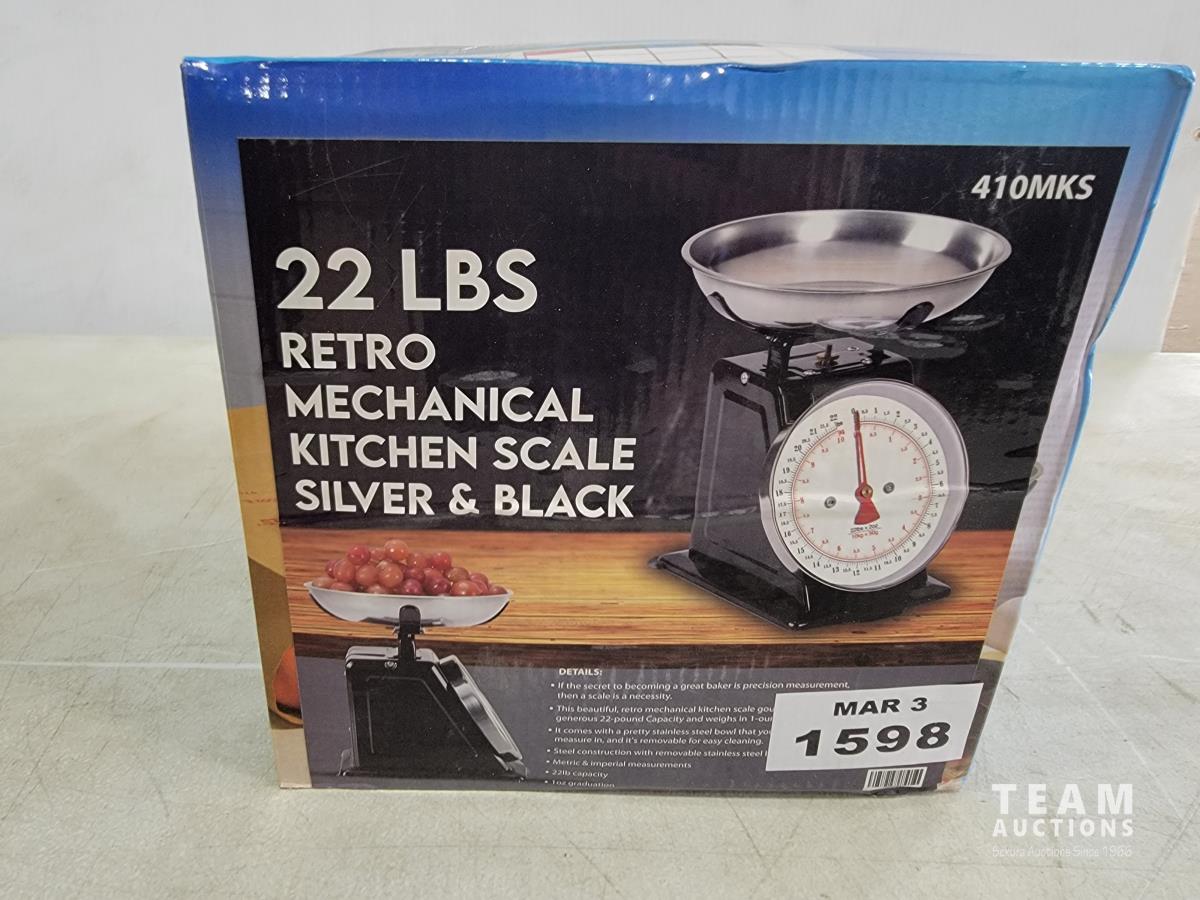 410MKS
22 LBS
RETRO
MECHANICAL
KITCHEN SCALE
SILVER & BLACK
DETAILS:
• If the secret to becoming a great baker is precision measurement,
then a scale is a necessity.
• This beautiful, retro mechanical kitchen scale
generous 22-pound Capacity and weighs in
• It comes with a pretty stainless steel bowl that
measure in, and it's removable for easy cleaning.
• Steel construction with removable stainless steel
• Metric & imperial measurements
• 22lb capacity
• 1oz graduation
MAR 3
1598
TEAM
AUCTIONS
Auctions Since